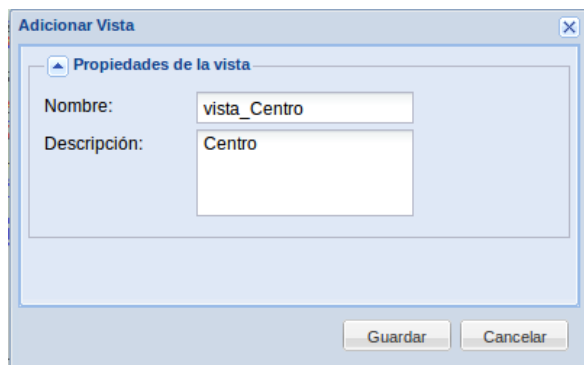 Adicionar Vista
Propiedades de la vista
Nombre: vista_Centro
Descripción: Centro
Guardar Cancelar